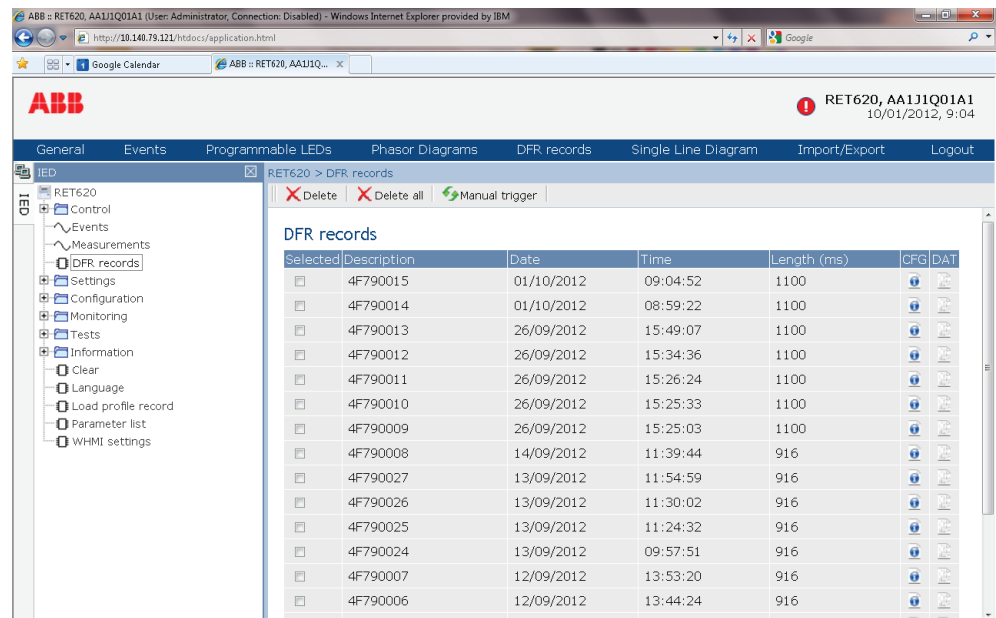 ABB :: RET620, AA1J1Q01A1 (User: Administrator, Connection: Disabled) - Windows Internet Explorer provided by IBM
http://10.140.79.121/htdocs/application.html
Google
Google Calendar
ABB :: RET620, AA1J1Q...
ABB
RET620, AA1J1Q01A1
10/01/2012, 9:04
General Events Programmable LEDs Phasor Diagrams DFR records Single Line Diagram Import/Export Logout
IED
IED
RET620
Control
Events
Measurements
DFR records
Settings
Configuration
Monitoring
Tests
Information
Clear
Language
Load profile record
Parameter list
WHMI settings
RET620 > DFR records
Delete Delete all Manual trigger
DFR records
Selected Description Date Time Length (ms) CFG DAT
4F790015 01/10/2012 09:04:52 1100
4F790014 01/10/2012 08:59:22 1100
4F790013 26/09/2012 15:49:07 1100
4F790012 26/09/2012 15:34:36 1100
4F790011 26/09/2012 15:26:24 1100
4F790010 26/09/2012 15:25:33 1100
4F790009 26/09/2012 15:25:03 1100
4F790008 14/09/2012 11:39:44 916
4F790027 13/09/2012 11:54:59 916
4F790026 13/09/2012 11:30:02 916
4F790025 13/09/2012 11:24:32 916
4F790024 13/09/2012 09:57:51 916
4F790007 12/09/2012 13:53:20 916
4F790006 12/09/2012 13:44:24 916